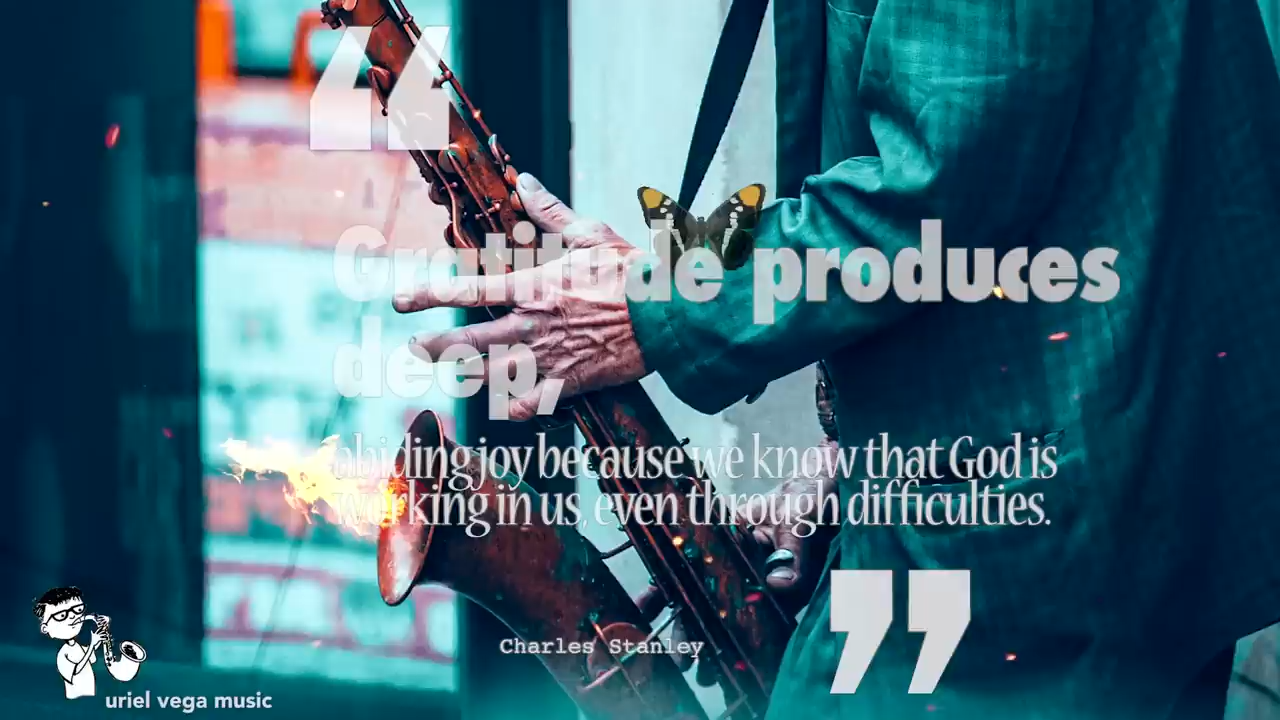 “
Gratitude produces
deep,
abiding joy because we know that God is
working in us, even through difficulties.
”
Charles Stanley
uriel vega music